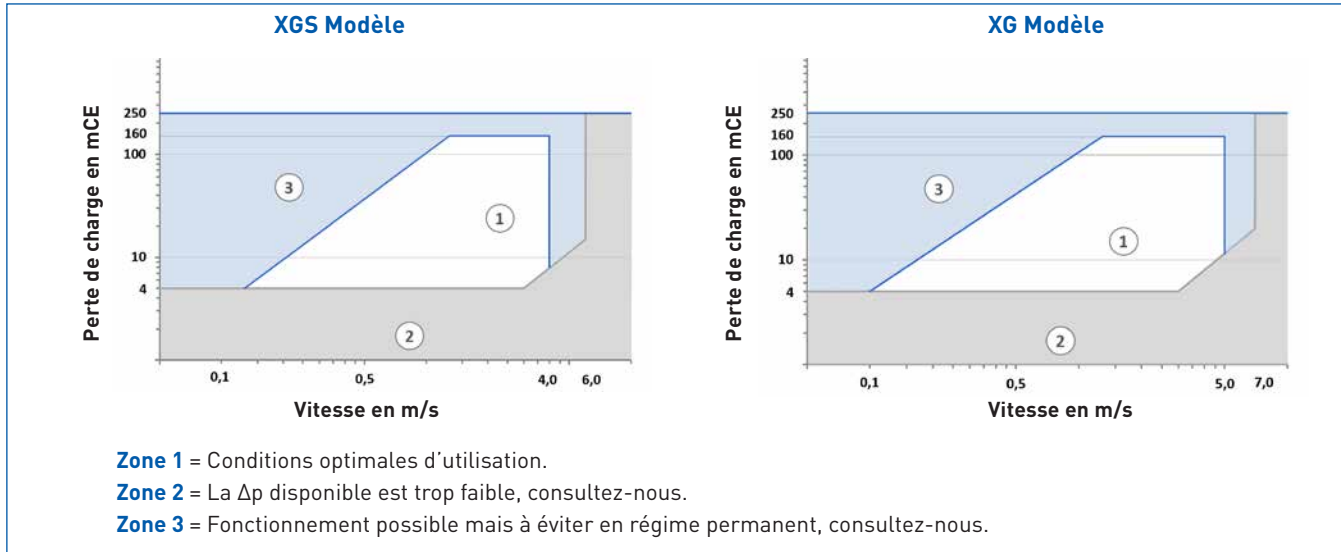 XGS Modèle
Perte de charge en mCE
250
160
100
10
4
3
1
2
0,1
0,5
4,0
6,0
Vitesse en m/s
XG Modèle
Perte de charge en mCE
250
160
100
10
4
3
1
2
0,1
0,5
5,0
7,0
Vitesse en m/s
Zone 1 = Conditions optimales d’utilisation.
Zone 2 = La Δp disponible est trop faible, consultez-nous.
Zone 3 = Fonctionnement possible mais à éviter en régime permanent, consultez-nous.